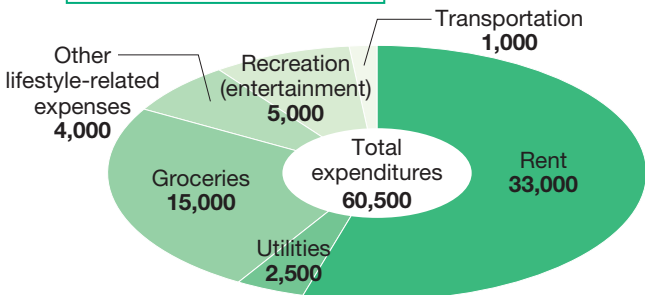 Transportation
1,000
Other
lifestyle-related
expenses
4,000
Recreation
(entertainment)
5,000
Total
expenditures
60,500
Rent
33,000
Groceries
15,000
Utilities
2,500